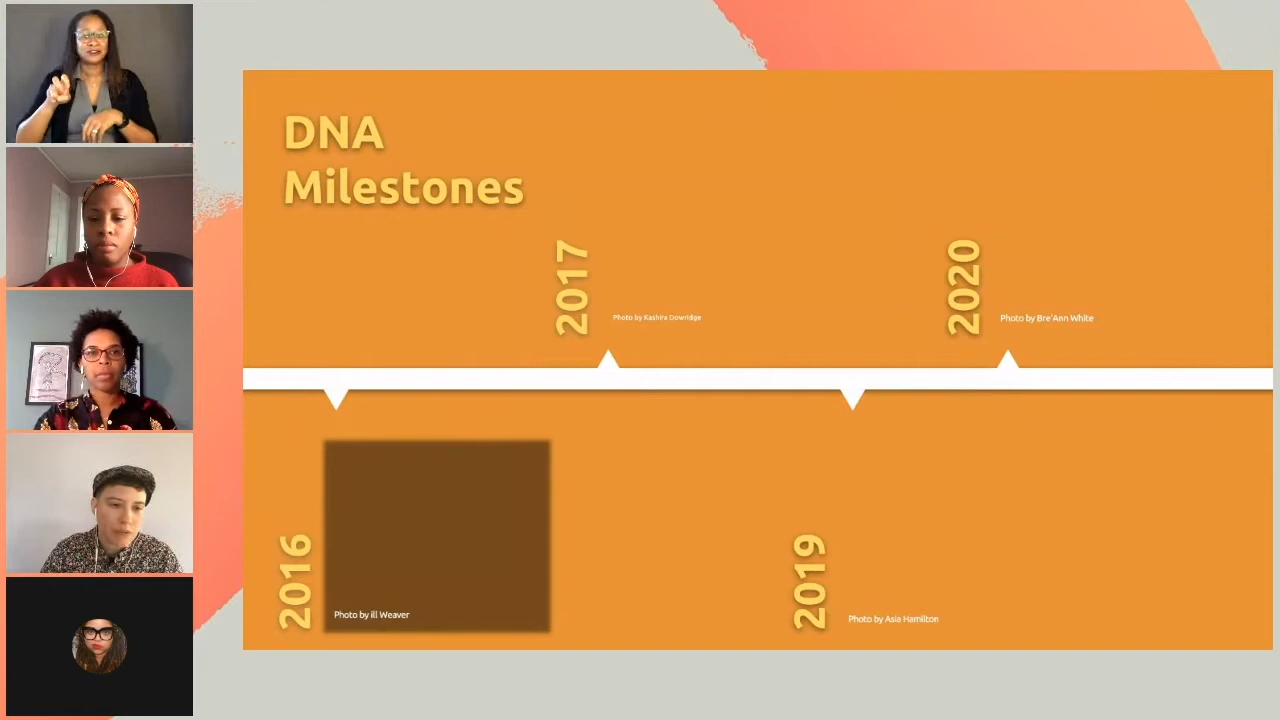 DNA
Milestones
2017
Photo by Kashira Dowridge
2020
Photo by Bre'Ann White
2016
Photo by ill Weaver
2019
Photo by Asia Hamilton